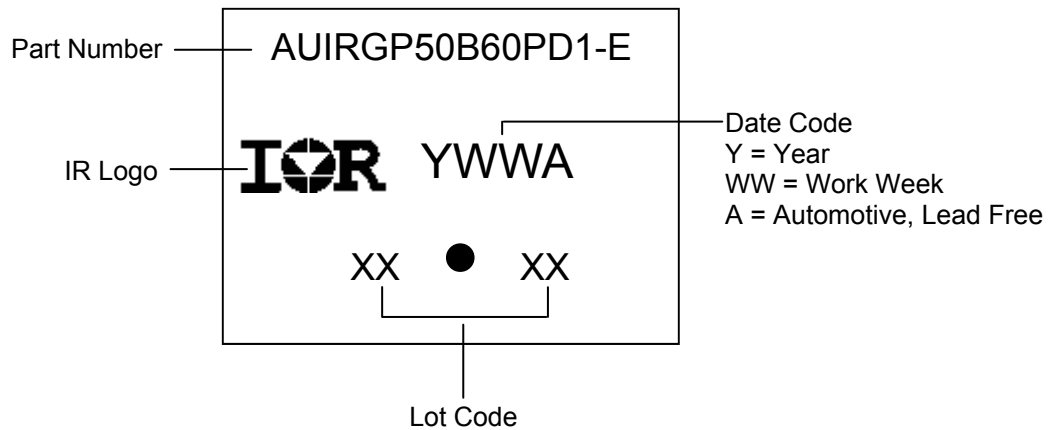 Part Number
AUIRGP50B60PD1-E
IR Logo
IOR
YWWA
Date Code
Y = Year
WW = Work Week
A = Automotive, Lead Free
XX
XX
Lot Code